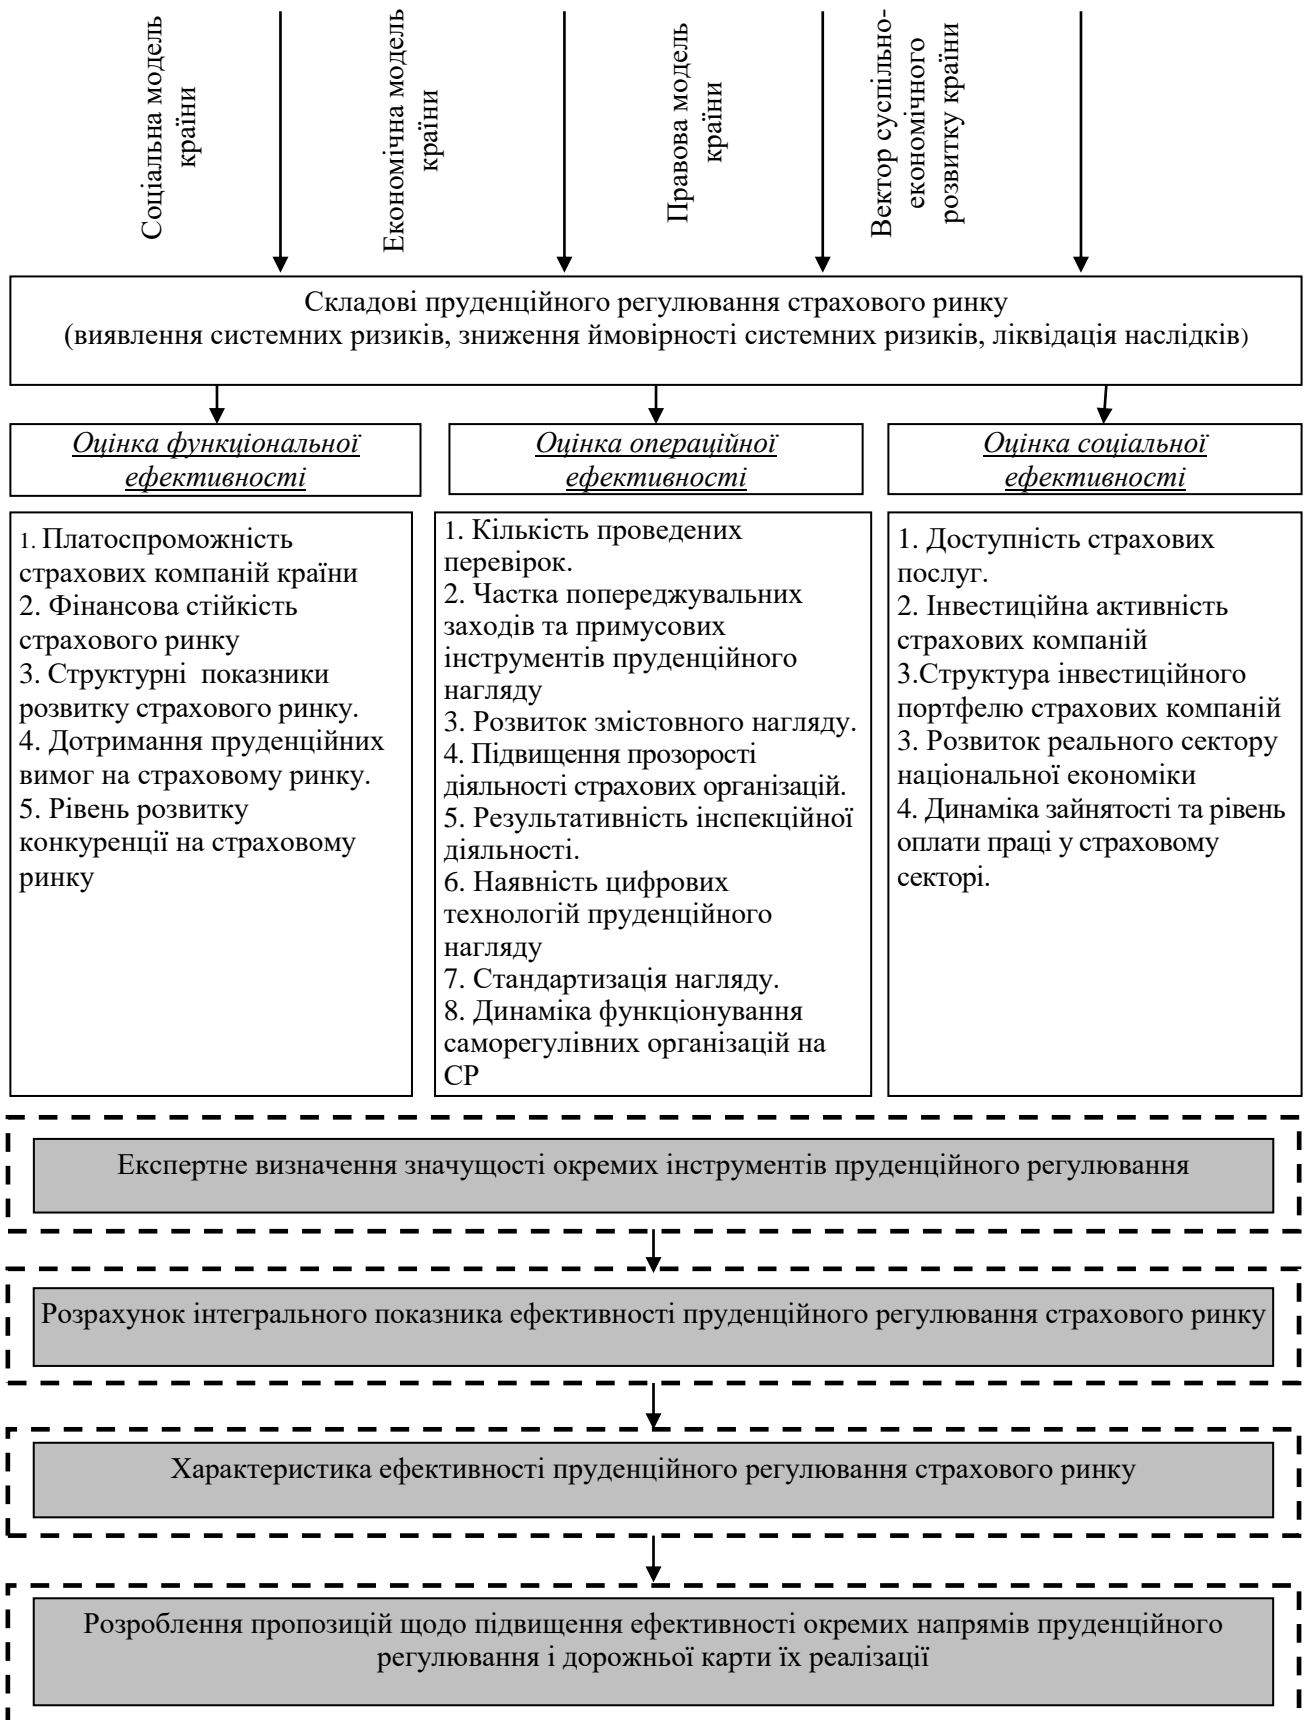 Соціальна модель
країни
Економічна модель
країни
Правова модель
країни
Вектор суспільно-
економічного
розвитку країни
Складові пруденційного регулювання страхового ринку
(виявлення системних ризиків, зниження ймовірності системних ризиків, ліквідація наслідків)
Оцінка функціональної
ефективності
1. Платоспроможність
страхових компаній країни
2. Фінансова стійкість
страхового ринку
3. Структурні показники
розвитку страхового ринку.
4. Дотримання пруденційних
вимог на страховому ринку.
5. Рівень розвитку
конкуренції на страховому
ринку
Оцінка операційної
ефективності
1. Кількість проведених
перевірок.
2. Частка попереджувальних
заходів та примусових
інструментів пруденційного
нагляду
3. Розвиток змістовного нагляду.
4. Підвищення прозорості
діяльності страхових організацій.
5. Результативність інспекційної
діяльності.
6. Наявність цифрових
технологій пруденційного
нагляду
7. Стандартизація нагляду.
8. Динаміка функціонування
саморегулівних організацій на
СР
Оцінка соціальної
ефективності
1. Доступність страхових
послуг.
2. Інвестиційна активність
страхових компаній
3.Структура інвестиційного
портфелю страхових компаній
3. Розвиток реального сектору
національної економіки
4. Динаміка зайнятості та рівень
оплати праці у страховому
секторі.
Експертне визначення значущості окремих інструментів пруденційного регулювання
Розрахунок інтегрального показника ефективності пруденційного регулювання страхового ринку
Характеристика ефективності пруденційного регулювання страхового ринку
Розроблення пропозицій щодо підвищення ефективності окремих напрямів пруденційного
регулювання і дорожньої карти їх реалізації